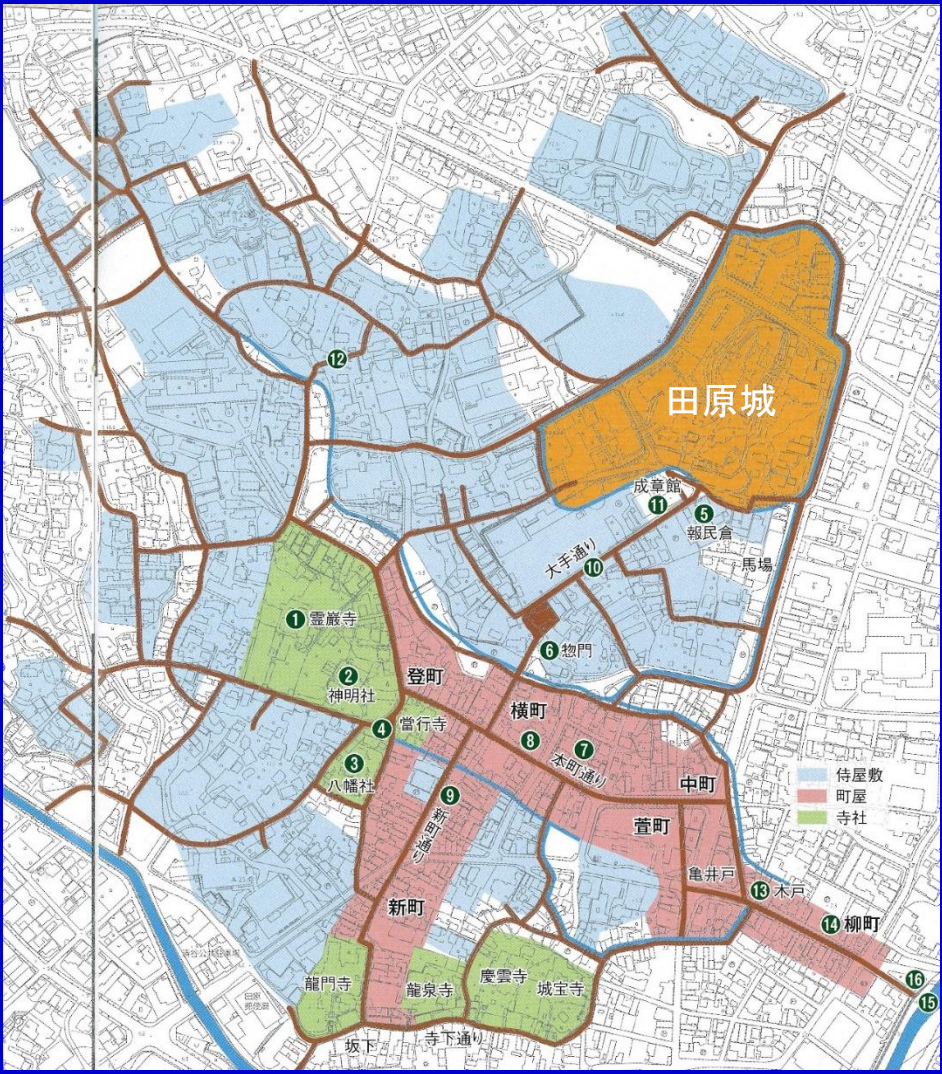 田原城
⑫
成章館
⑪
⑤
報民倉
大手通り
⑩
馬場
① 霊巖寺
⑥ 惣門
②
神明社
登町
④
當行寺
横町
⑧
⑦
本町通り
③
八幡社
中町
⑨
新町通り
萱町
侍屋敷
町屋
寺社
亀井戸
⑬ 木戸
⑭ 柳町
新町
⑯
⑮
龍門寺
龍泉寺
慶雲寺
城宝寺
坂下
寺下通り